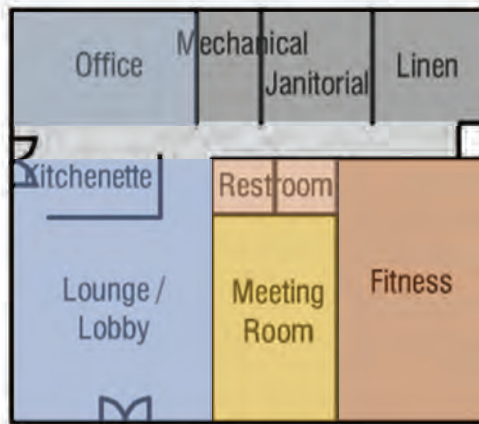 Office
Mechanical
Janitorial
Linen
Kitchenette
Restroom
Lounge /
Lobby
Meeting
Room
Fitness